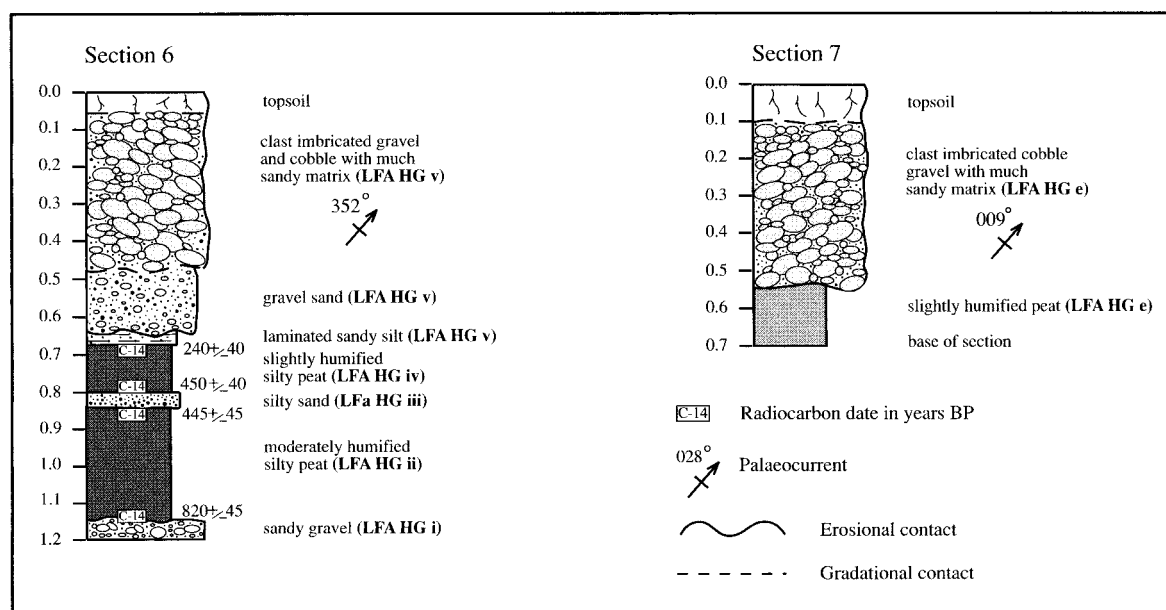 Section 6
0.0
0.1
0.2
0.3
0.4
0.5
0.6
0.7
0.8
0.9
1.0
1.1
1.2
topsoil
clast imbricated gravel
and cobble with much
sandy matrix (LFA HG v)
352°
gravel sand (LFA HG v)
laminated sandy silt (LFA HG v)
C-14 240+/_40
slightly humified
silty peat (LFA HG iv)
C-14 450+/_40
silty sand (LFa HG iii)
C-14 445+/_45
moderately humified
silty peat (LFA HG ii)
C-14 820+/_45
sandy gravel (LFA HG i)
Section 7
0.0
0.1
0.2
0.3
0.4
0.5
0.6
0.7
topsoil
clast imbricated cobble
gravel with much
sandy matrix (LFA HG e)
009°
slightly humified peat (LFA HG e)
base of section
C-14 Radiocarbon date in years BP
028° Palaeocurrent
Erosional contact
Gradational contact